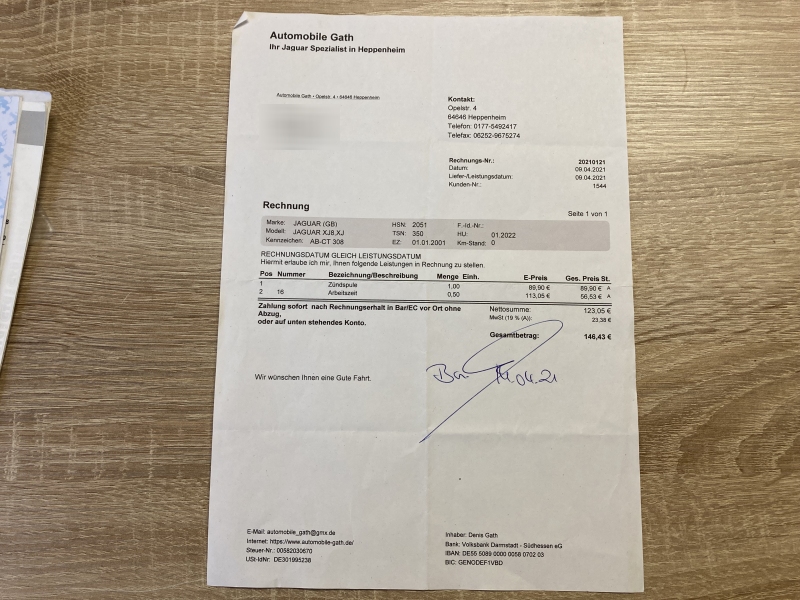 Automobile Gath
Ihr Jaguar Spezialist in Heppenheim
Automobile Gath • Opelstr. 4 • 64646 Heppenheim
Kontakt:
Opelstr. 4
64646 Heppenheim
Telefon: 0177-5492417
Telefax: 06252-9675274
Rechnungs-Nr.: 20210121
Datum: 09.04.2021
Liefer-/Leistungsdatum: 09.04.2021
Kunden-Nr.: 1544
Rechnung
Seite 1 von 1
Marke: JAGUAR (GB) HSN: 2051 F.-Id.-Nr.:
Modell: JAGUAR XJ8,XJ TSN: 350 HU: 01.2022
Kennzeichen: AB-CT 308 EZ: 01.01.2001 Km-Stand: 0
RECHNUNGSDATUM GLEICH LEISTUNGSDATUM
Hiermit erlaube ich mir, Ihnen folgende Leistungen in Rechnung zu stellen.
Pos Nummer Bezeichnung/Beschreibung Menge Einh. E-Preis Ges. Preis St.
1 Zündspule 1,00 89,90 € 89,90 € A
2 16 Arbeitszeit 0,50 113,05 € 56,53 € A
Zahlung sofort nach Rechnungserhalt in Bar/EC vor Ort ohne
Abzug,
oder auf unten stehendes Konto.
Nettosumme: 123,05 €
MwSt (19 % (A)): 23,38 €
Gesamtbetrag: 146,43 €
Wir wünschen Ihnen eine Gute Fahrt.
Bar
04.21
E-Mail: automobile_gath@gmx.de
Internet: https://www.automobile-gath.de/
Steuer-Nr.: 00582030670
USt-IdNr: DE301995238
Inhaber: Denis Gath
Bank: Volksbank Darmstadt - Südhessen eG
IBAN: DE55 5089 0000 0058 0702 03
BIC: GENODEF1VBD